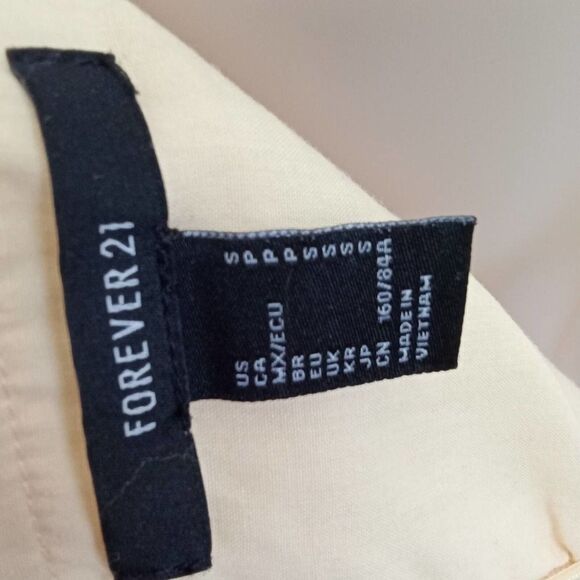 FOREVER 21
US S
CA P
MX/ECU P
BR P
EU S
UK S
KR S
JP S
CN 160/84A
MADE IN
VIETNAM